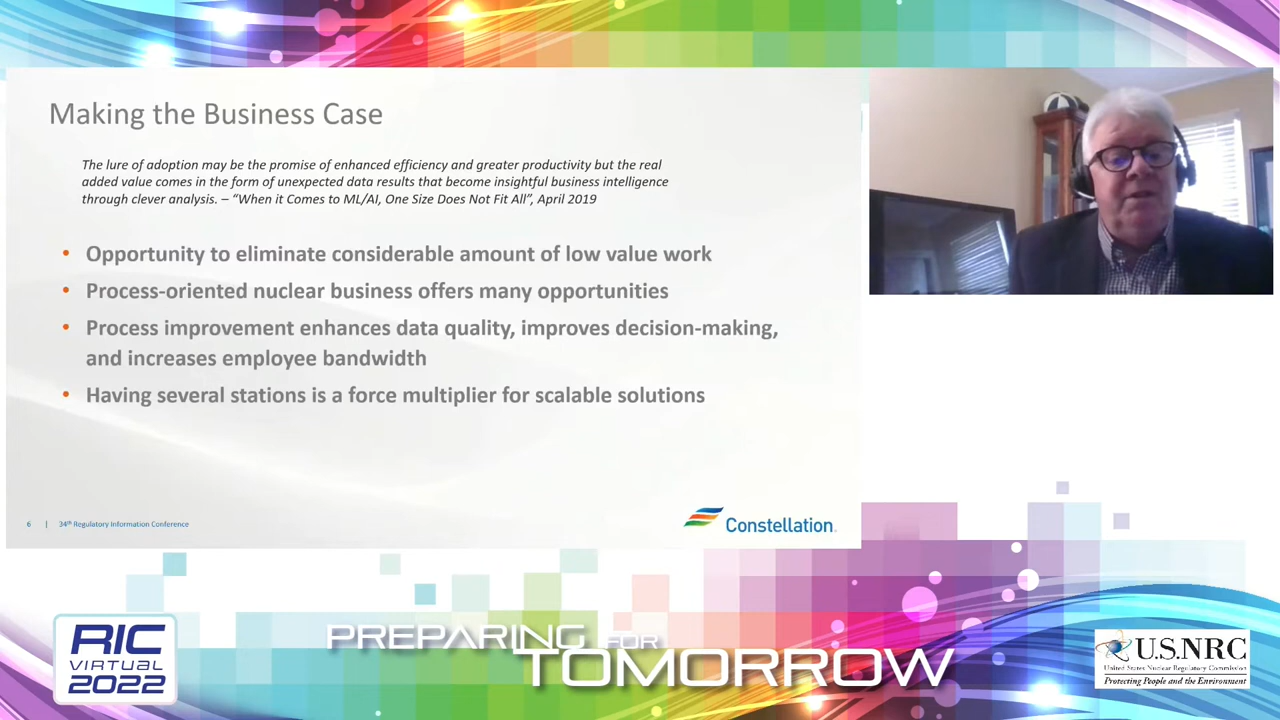 Making the Business Case
The lure of adoption may be the promise of enhanced efficiency and greater productivity but the real
added value comes in the form of unexpected data results that become insightful business intelligence
through clever analysis. – “When it Comes to ML/AI, One Size Does Not Fit All”, April 2019
• Opportunity to eliminate considerable amount of low value work
• Process-oriented nuclear business offers many opportunities
• Process improvement enhances data quality, improves decision-making,
and increases employee bandwidth
• Having several stations is a force multiplier for scalable solutions
6 | 34th Regulatory Information Conference
Constellation
RIC
VIRTUAL
2022
PREPARING FOR
TOMORROW
U.S.NRC
United States Nuclear Regulatory Commission
Protecting People and the Environment